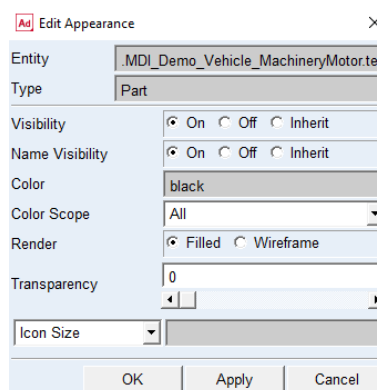 Ad Edit Appearance
Entity .MDI_Demo_Vehicle_MachineryMotor.te
Type Part
Visibility On Off Inherit
Name Visibility On Off Inherit
Color black
Color Scope All
Render Filled Wireframe
Transparency 0
Icon Size
OK Apply Cancel